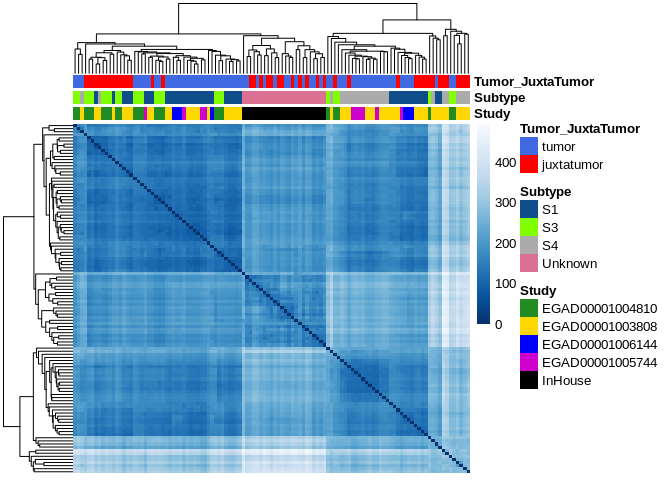 Tumor_JuxtaTumor
Subtype
Study
400
300
200
100
0
Tumor_JuxtaTumor
tumor
juxtatumor
Subtype
S1
S3
S4
Unknown
Study
EGAD00001004810
EGAD00001003808
EGAD00001006144
EGAD00001005744
InHouse